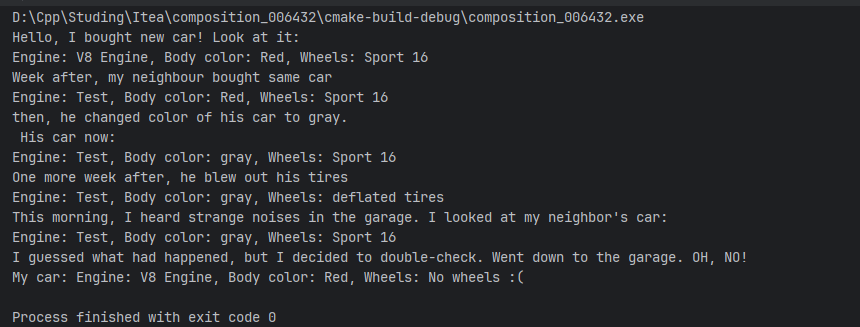 D:\Cpp\Studing\Itea\composition_006432\cmake-build-debug\composition_006432.exe
Hello, I bought new car! Look at it:
Engine: V8 Engine, Body color: Red, Wheels: Sport 16
Week after, my neighbour bought same car
Engine: Test, Body color: Red, Wheels: Sport 16
then, he changed color of his car to gray.
 His car now:
Engine: Test, Body color: gray, Wheels: Sport 16
One more week after, he blew out his tires
Engine: Test, Body color: gray, Wheels: deflated tires
This morning, I heard strange noises in the garage. I looked at my neighbor's car:
Engine: Test, Body color: gray, Wheels: Sport 16
I guessed what had happened, but I decided to double-check. Went down to the garage. OH, NO!
My car: Engine: V8 Engine, Body color: Red, Wheels: No wheels :(
Process finished with exit code 0